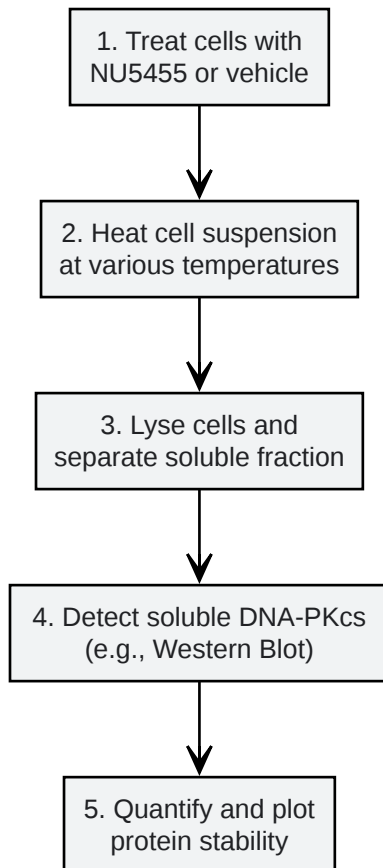 1. Treat cells with
NU5455 or vehicle
2. Heat cell suspension
at various temperatures
3. Lyse cells and
separate soluble fraction
4. Detect soluble DNA-PKcs
(e.g., Western Blot)
5. Quantify and plot
protein stability